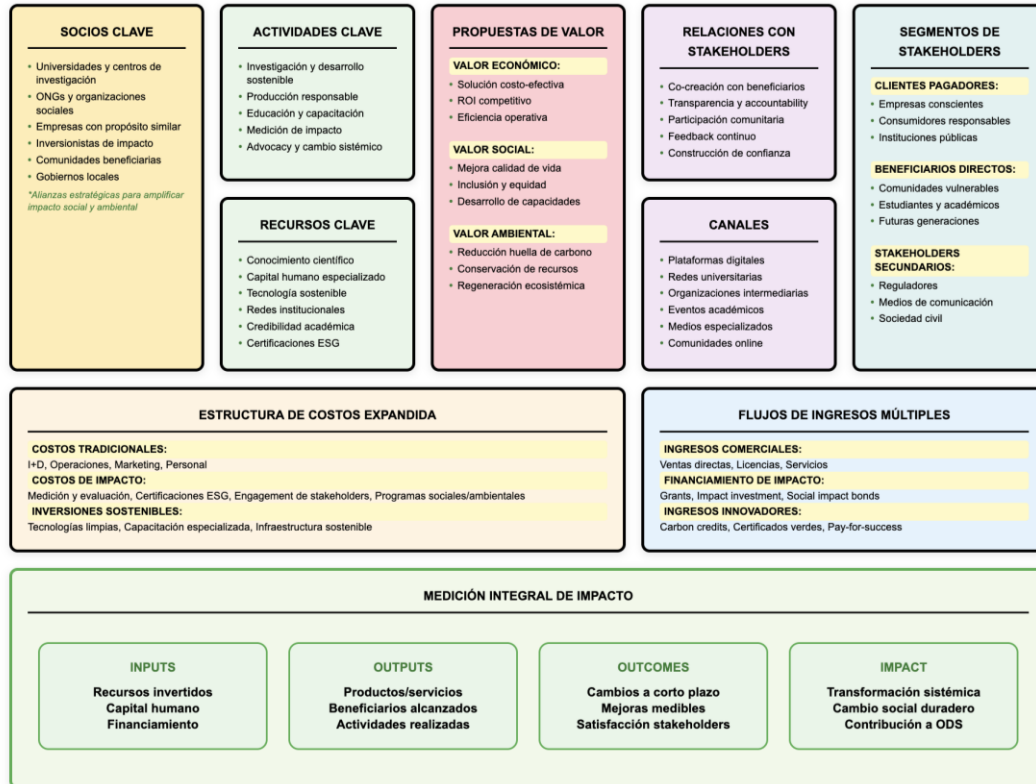 SOCIOS CLAVE
• Universidades y centros de
investigación
• ONGs y organizaciones
sociales
• Empresas con propósito similar
• Inversionistas de impacto
• Comunidades beneficiarias
• Gobiernos locales
*Alianzas estratégicas para amplificar
impacto social y ambiental
ACTIVIDADES CLAVE
• Investigación y desarrollo
sostenible
• Producción responsable
• Educación y capacitación
• Medición de impacto
• Advocacy y cambio sistémico
RECURSOS CLAVE
• Conocimiento científico
• Capital humano especializado
• Tecnología sostenible
• Redes institucionales
• Credibilidad académica
• Certificaciones ESG
PROPUESTAS DE VALOR
VALOR ECONÓMICO:
• Solución costo-efectiva
• ROI competitivo
• Eficiencia operativa
VALOR SOCIAL:
• Mejora calidad de vida
• Inclusión y equidad
• Desarrollo de capacidades
VALOR AMBIENTAL:
• Reducción huella de carbono
• Conservación de recursos
• Regeneración ecosistémica
RELACIONES CON
STAKEHOLDERS
• Co-creación con beneficiarios
• Transparencia y accountability
• Participación comunitaria
• Feedback continuo
• Construcción de confianza
CANALES
• Plataformas digitales
• Redes universitarias
• Organizaciones intermediarias
• Eventos académicos
• Medios especializados
• Comunidades online
SEGMENTOS DE
STAKEHOLDERS
CLIENTES PAGADORES:
• Empresas conscientes
• Consumidores responsables
• Instituciones públicas
BENEFICIARIOS DIRECTOS:
• Comunidades vulnerables
• Estudiantes y académicos
• Futuras generaciones
STAKEHOLDERS
SECUNDARIOS:
• Reguladores
• Medios de comunicación
• Sociedad civil
ESTRUCTURA DE COSTOS EXPANDIDA
COSTOS TRADICIONALES:
I+D, Operaciones, Marketing, Personal
COSTOS DE IMPACTO:
Medición y evaluación, Certificaciones ESG, Engagement de stakeholders, Programas sociales/ambientales
INVERSIONES SOSTENIBLES:
Tecnologías limpias, Capacitación especializada, Infraestructura sostenible
FLUJOS DE INGRESOS MÚLTIPLES
INGRESOS COMERCIALES:
Ventas directas, Licencias, Servicios
FINANCIAMIENTO DE IMPACTO:
Grants, Impact investment, Social impact bonds
INGRESOS INNOVADORES:
Carbon credits, Certificados verdes, Pay-for-success
MEDICIÓN INTEGRAL DE IMPACTO
INPUTS
Recursos invertidos
Capital humano
Financiamiento
OUTPUTS
Productos/servicios
Beneficiarios alcanzados
Actividades realizadas
OUTCOMES
Cambios a corto plazo
Mejoras medibles
Satisfacción stakeholders
IMPACT
Transformación sistémica
Cambio social duradero
Contribución a ODS